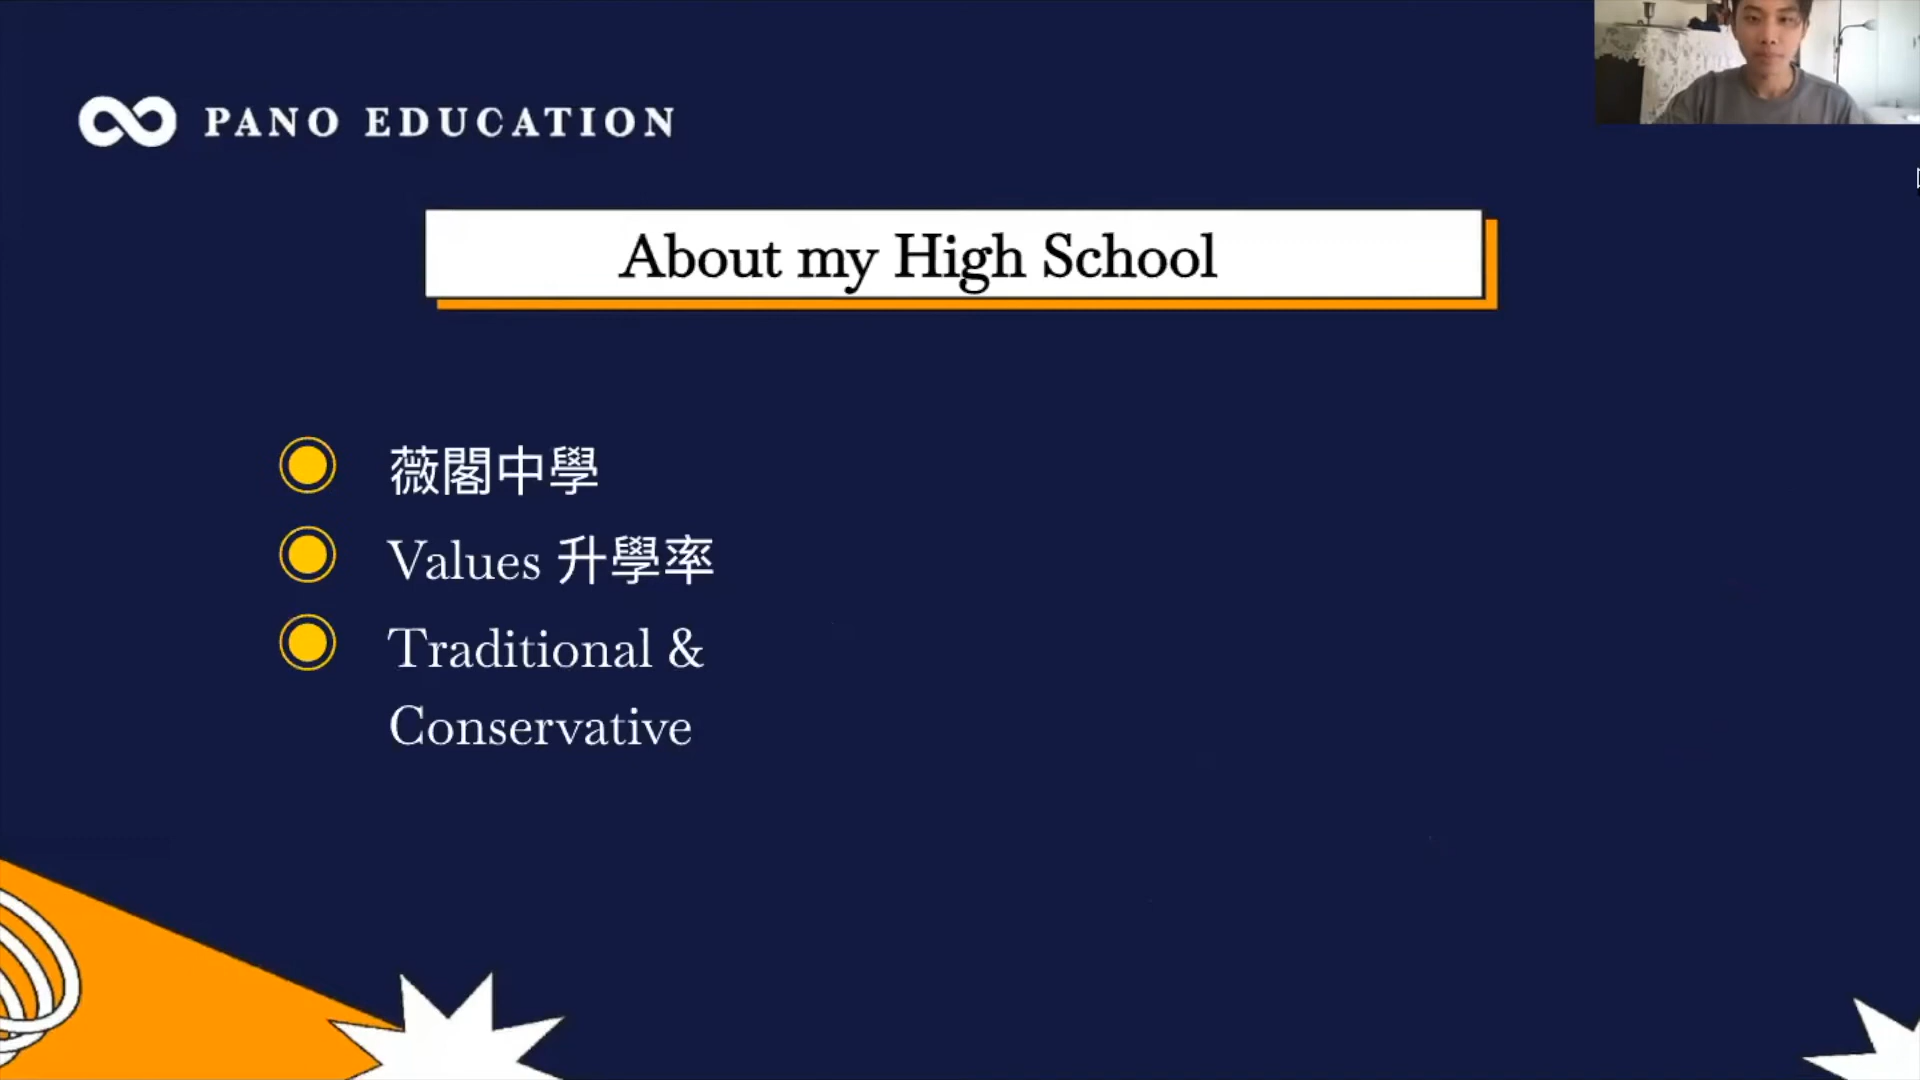 PANO EDUCATION
About my High School
薇閣中學
Values 升學率
Traditional &
Conservative